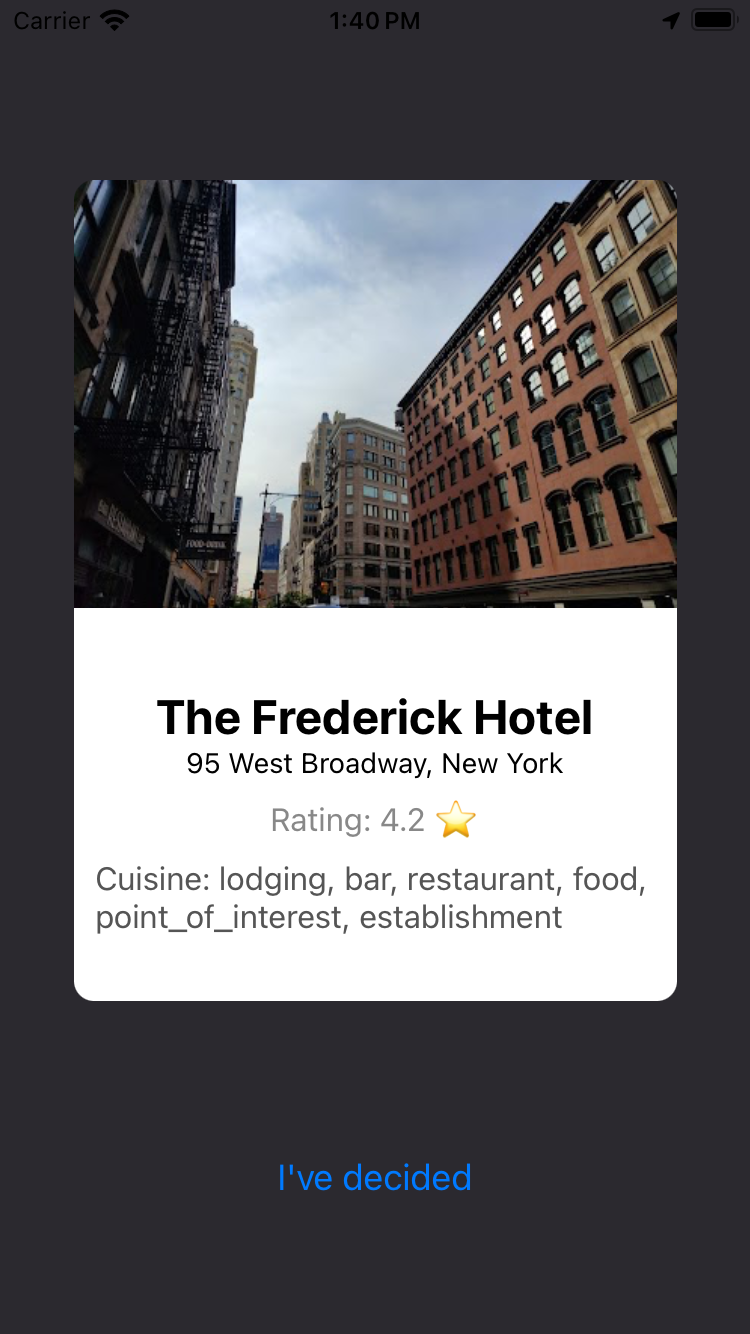 Carrier
1:40 PM
FOOD-DRINK
The Frederick Hotel
95 West Broadway, New York
Rating: 4.2 ⭐
Cuisine: lodging, bar, restaurant, food,
point_of_interest, establishment
I've decided